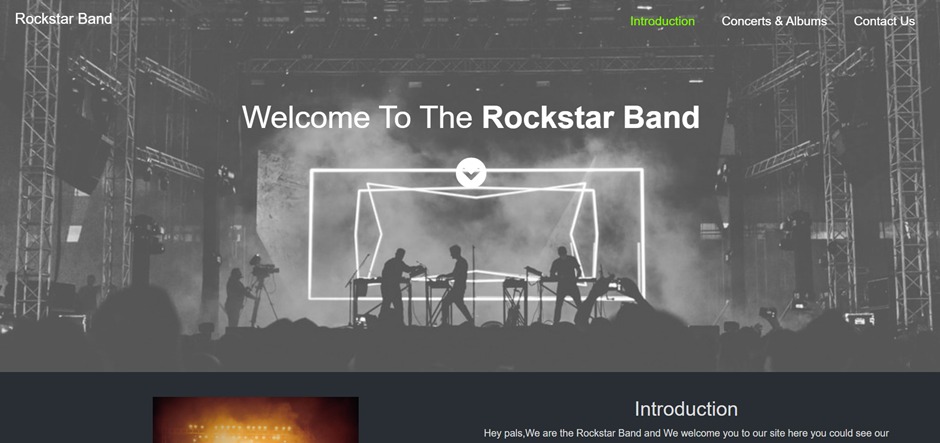 Rockstar Band
Introduction
Concerts & Albums
Contact Us
Welcome To The Rockstar Band
Introduction
Hey pals,We are the Rockstar Band and We welcome you to our site here you could see our